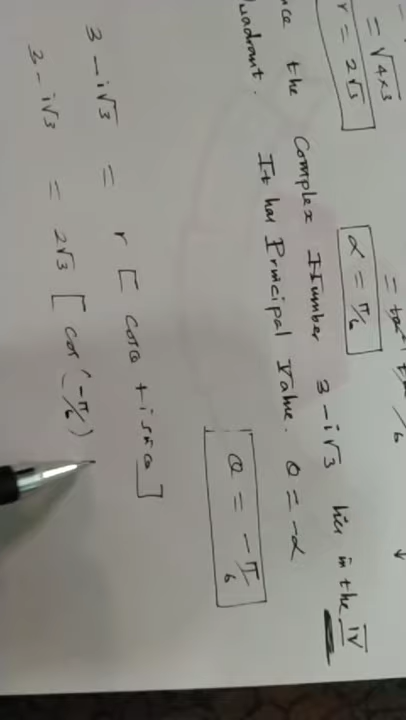 = √4×3
r = 2√3
α = π/6
the Complex Number 3 - i√3 lies in the IV
Quadrant. It has Principal Value. θ = -α
θ = -π/6
3 - i√3 = r [ cosθ + i sinθ ]
3 - i√3 = 2√3 [ cos (-π/6)